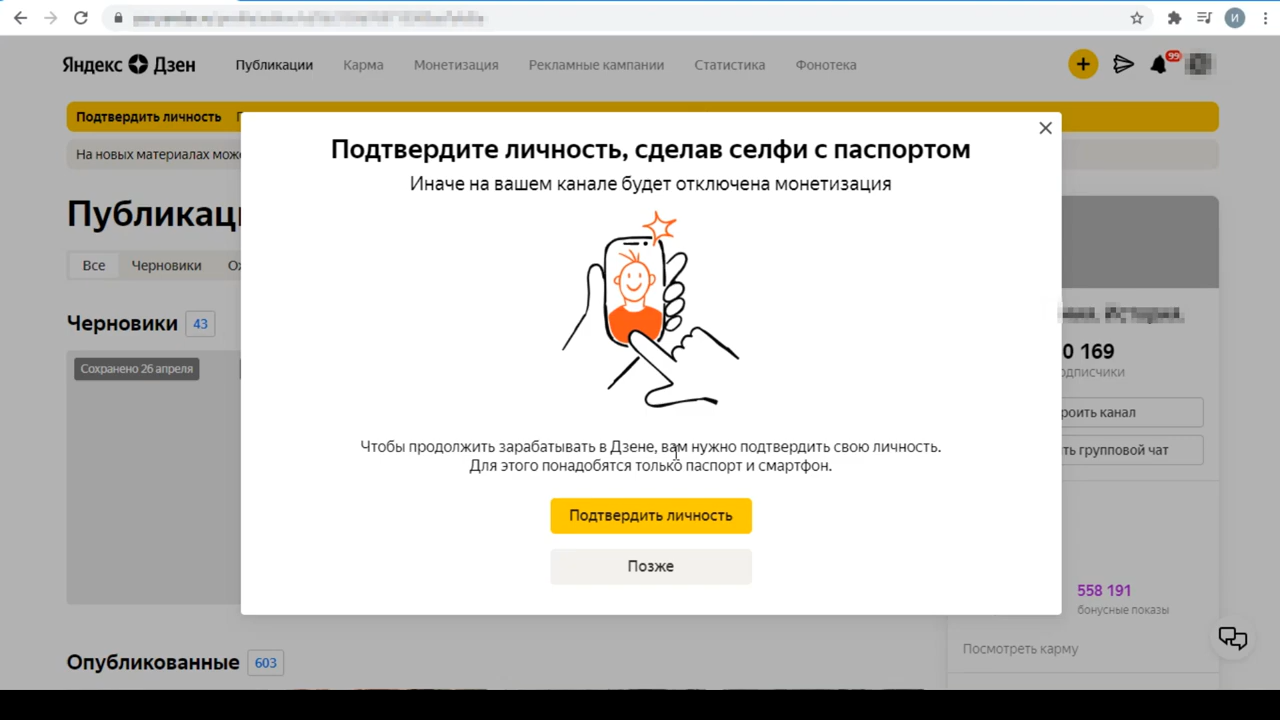 Яндекс Дзен
Публикации Карма Монетизация Рекламные кампании Статистика Фонотека
99
И
Подтвердить личность
На новых материалах
Все Черновики
Черновики 43
Сохранено 26 апреля
Подтвердите личность, сделав селфи с паспортом
Иначе на вашем канале будет отключена монетизация
Чтобы продолжить зарабатывать в Дзене, вам нужно подтвердить свою личность.
Для этого понадобятся только паспорт и смартфон.
Подтвердить личность
Позже
0 169
одписчики
роить канал
ть групповой чат
558 191
бонусные показы
Посмотреть карму
Опубликованные 603